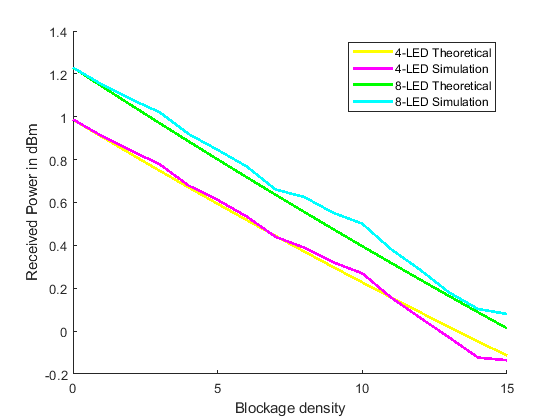 1.4
1.2
1
0.8
0.6
0.4
0.2
0
-0.2
0
5
10
15
Received Power in dBm
Blockage density
4-LED Theoretical
4-LED Simulation
8-LED Theoretical
8-LED Simulation